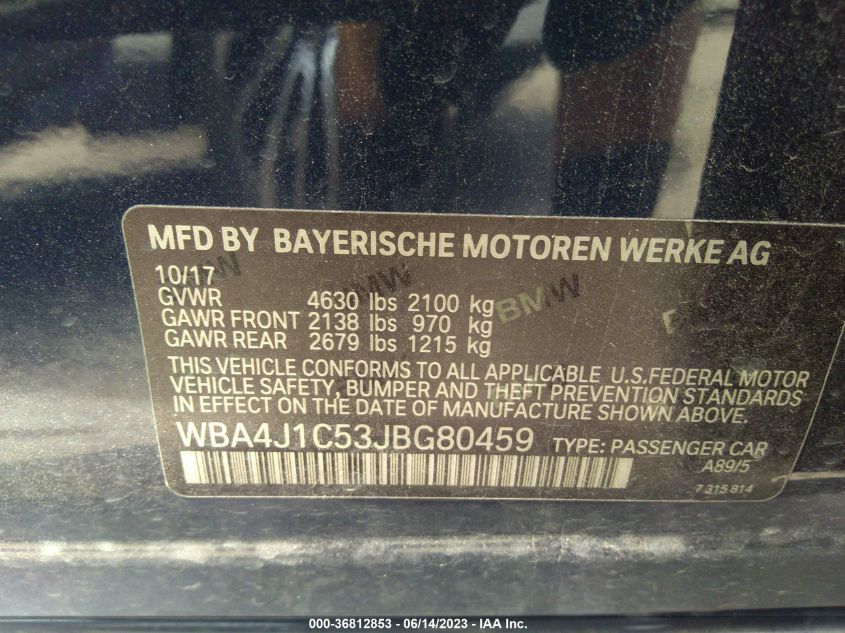 MFD BY BAYERISCHE MOTOREN WERKE AG
10/17
GVWR 4630 lbs 2100 kg
GAWR FRONT 2138 lbs 970 kg
GAWR REAR 2679 lbs 1215 kg
THIS VEHICLE CONFORMS TO ALL APPLICABLE U.S.FEDERAL MOTOR
VEHICLE SAFETY, BUMPER AND THEFT PREVENTION STANDARDS
IN EFFECT ON THE DATE OF MANUFACTURE SHOWN ABOVE.
WBA4J1C53JBG80459 TYPE: PASSENGER CAR
A89/5
7 315 814
BMW
000-36812853 - 06/14/2023 - © IAA, Inc.